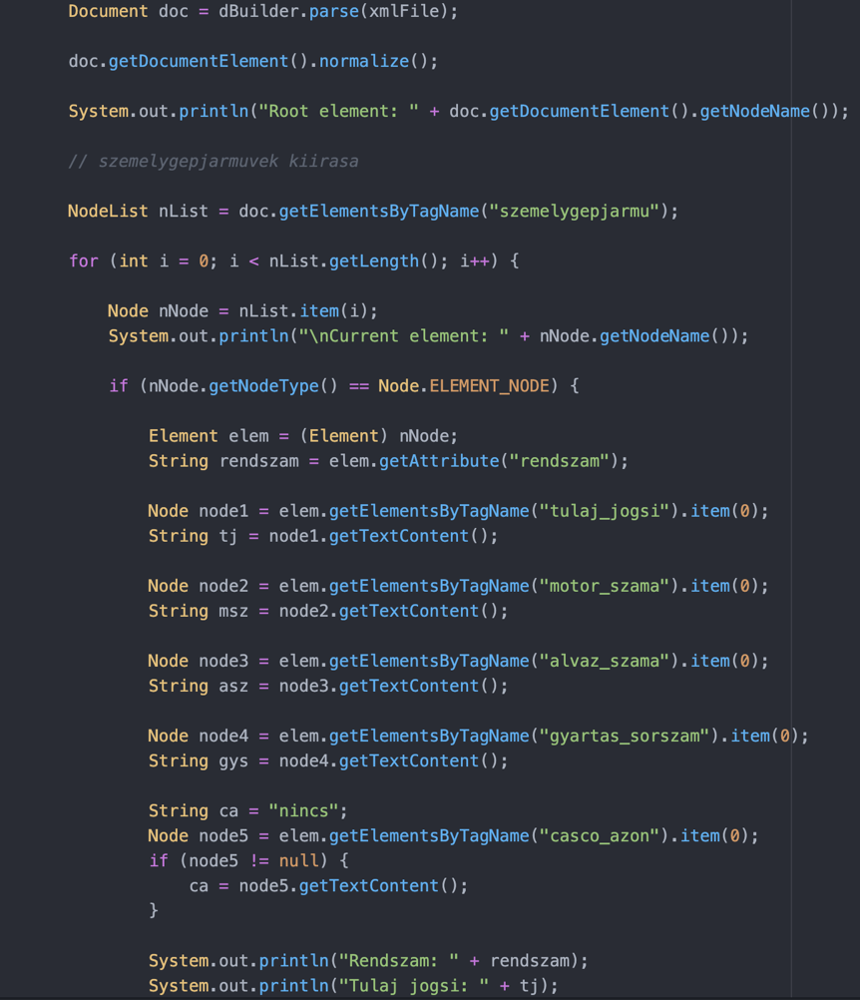 Document doc = dBuilder.parse(xmlFile);
doc.getDocumentElement().normalize();
System.out.println("Root element: " + doc.getDocumentElement().getNodeName());
// szemelygepjarmuvek kiirasa
NodeList nList = doc.getElementsByTagName("szemelygepjarmu");
for (int i = 0; i < nList.getLength(); i++) {
Node nNode = nList.item(i);
System.out.println("\nCurrent element: " + nNode.getNodeName());
if (nNode.getNodeType() == Node.ELEMENT_NODE) {
Element elem = (Element) nNode;
String rendszam = elem.getAttribute("rendszam");
Node node1 = elem.getElementsByTagName("tulaj_jogsi").item(0);
String tj = node1.getTextContent();
Node node2 = elem.getElementsByTagName("motor_szama").item(0);
String msz = node2.getTextContent();
Node node3 = elem.getElementsByTagName("alvaz_szama").item(0);
String asz = node3.getTextContent();
Node node4 = elem.getElementsByTagName("gyartas_sorszam").item(0);
String gys = node4.getTextContent();
String ca = "nincs";
Node node5 = elem.getElementsByTagName("casco_azon").item(0);
if (node5 != null) {
ca = node5.getTextContent();
}
System.out.println("Rendszam: " + rendszam);
System.out.println("Tulaj jogsi: " + tj);